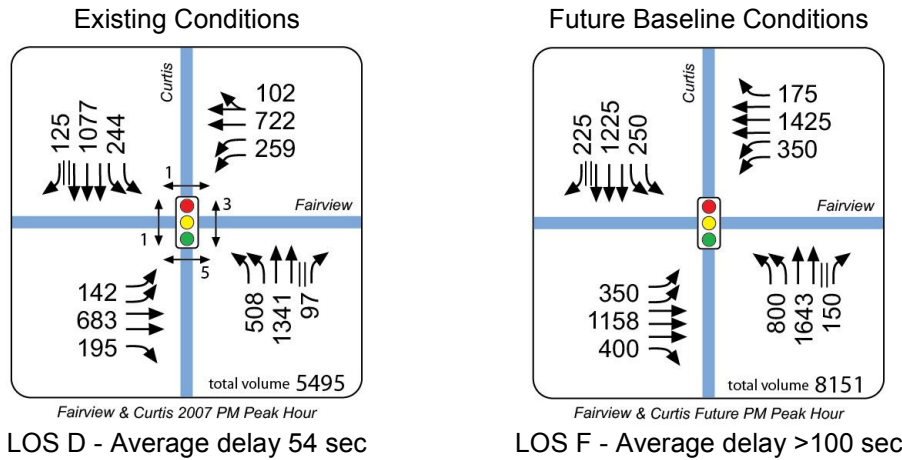 Existing Conditions
Curtis
125
1077
244
102
722
259
1
3
1
5
Fairview
142
683
195
508
1341
97
total volume 5495
Fairview & Curtis 2007 PM Peak Hour
LOS D - Average delay 54 sec
Future Baseline Conditions
Curtis
225
1225
250
175
1425
350
Fairview
350
1158
400
800
1643
150
total volume 8151
Fairview & Curtis Future PM Peak Hour
LOS F - Average delay >100 sec